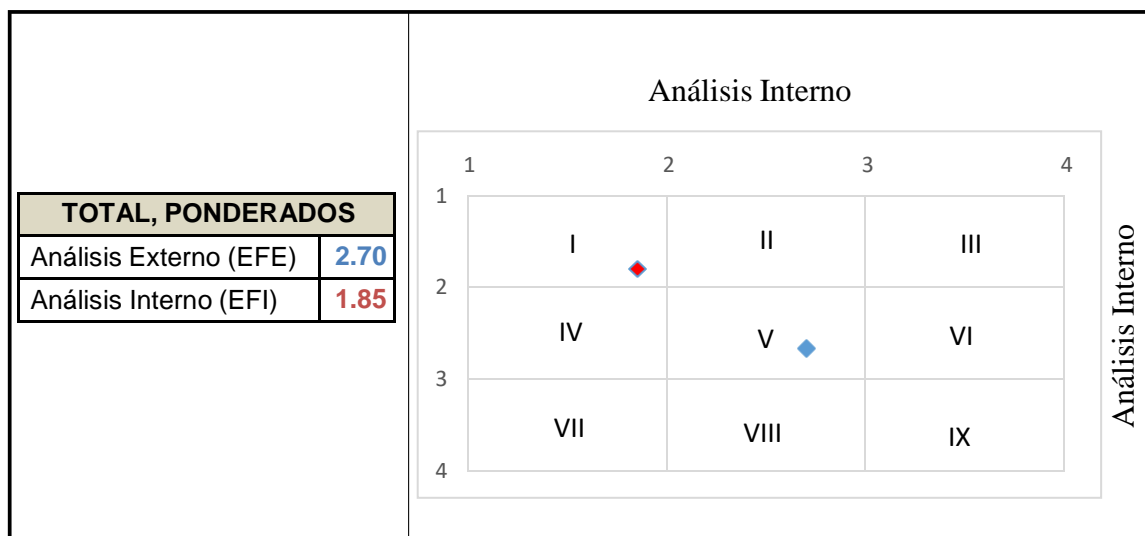 TOTAL, PONDERADOS
Análisis Externo (EFE) 2.70
Análisis Interno (EFI) 1.85
Análisis Interno
1 2 3 4
1
I II III
2
IV V VI
3
VII VIII IX
4
Análisis Interno